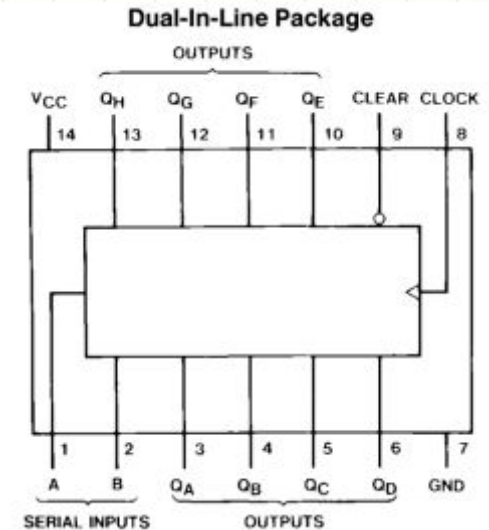 Dual-In-Line Package
OUTPUTS
VCC QH QG QF QE CLEAR CLOCK
14 13 12 11 10 9 8
1 2 3 4 5 6 7
A B QA QB QC QD GND
SERIAL INPUTS OUTPUTS